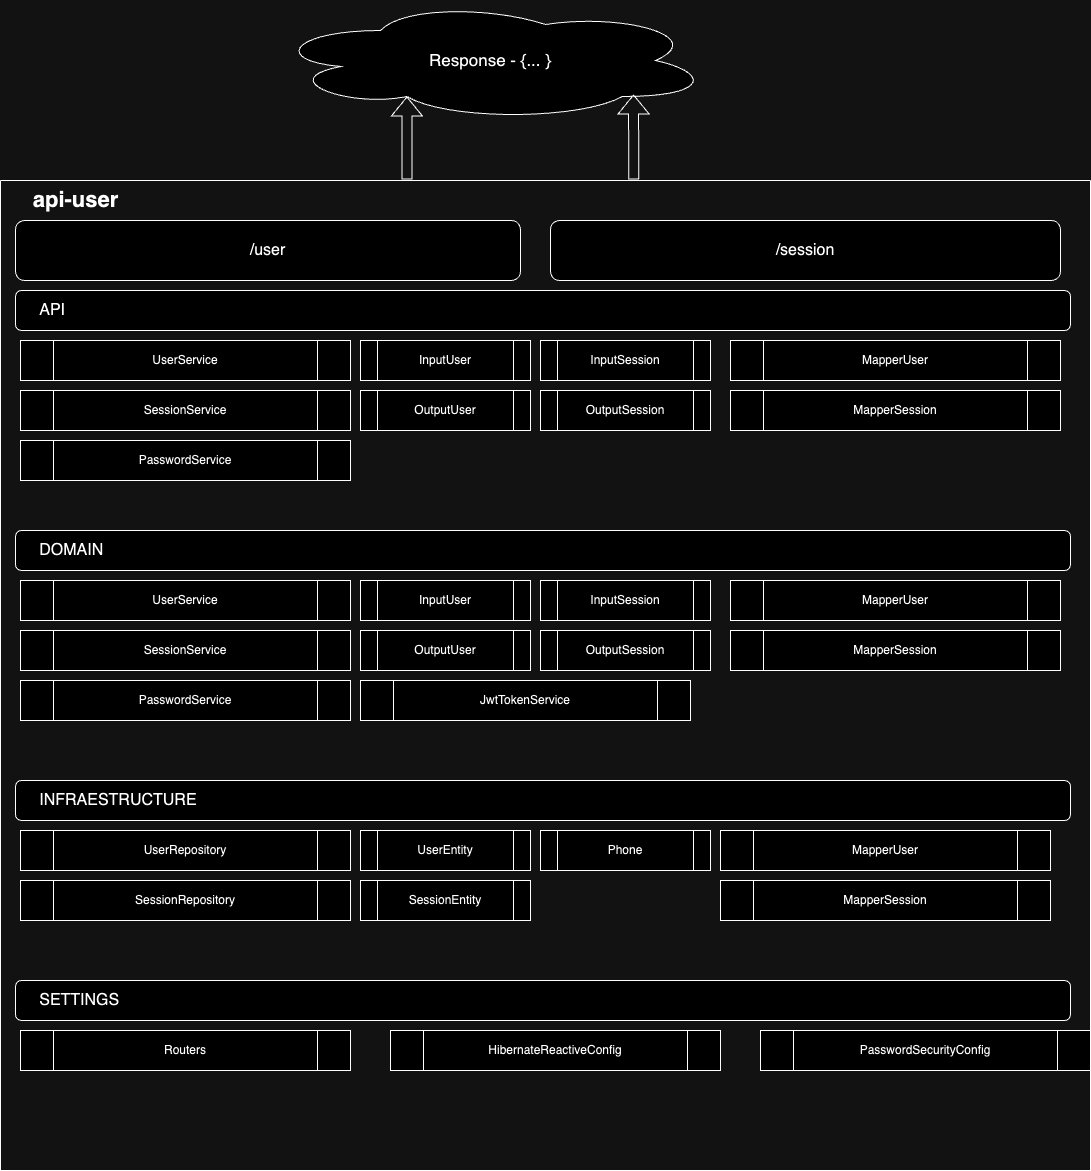 Response - {... }
api-user
/user
/session
API
UserService
InputUser
InputSession
MapperUser
SessionService
OutputUser
OutputSession
MapperSession
PasswordService
DOMAIN
UserService
InputUser
InputSession
MapperUser
SessionService
OutputUser
OutputSession
MapperSession
PasswordService
JwtTokenService
INFRAESTRUCTURE
UserRepository
UserEntity
Phone
MapperUser
SessionRepository
SessionEntity
MapperSession
SETTINGS
Routers
HibernateReactiveConfig
PasswordSecurityConfig